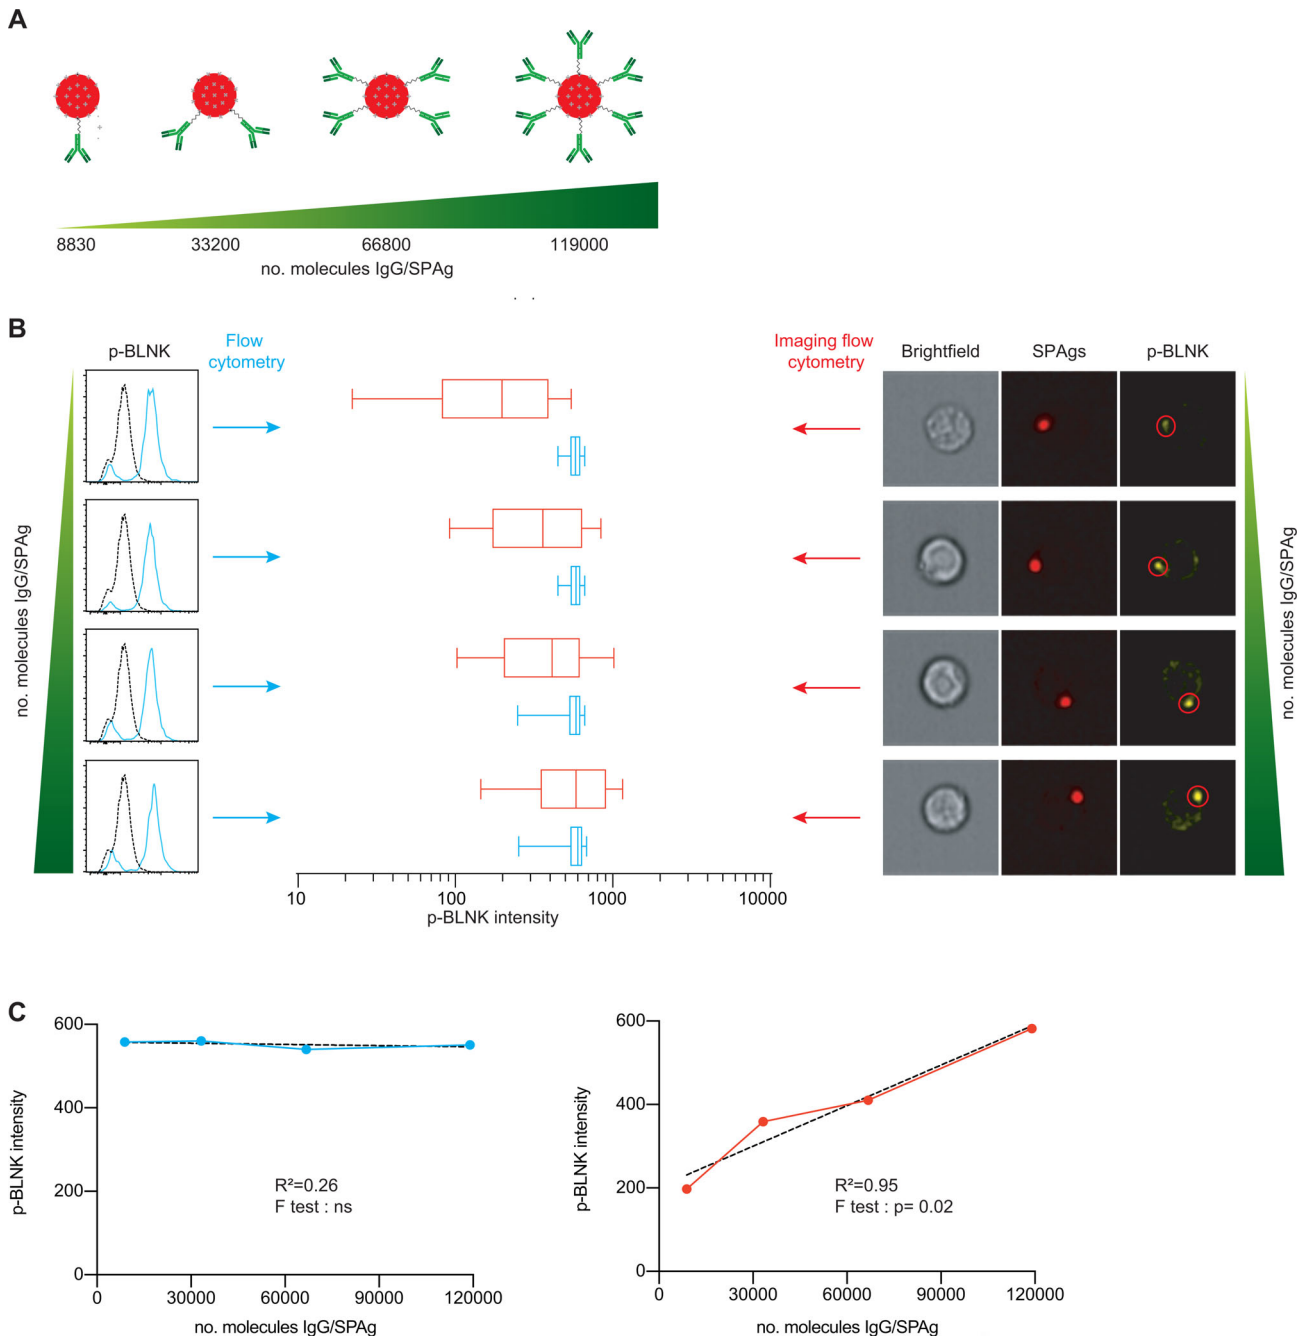 A
8830 33200 66800 119000
no. molecules IgG/SPAg
B
p-BLNK
Flow
cytometry
Imaging flow
cytometry
Brightfield SPAgs p-BLNK
no. molecules IgG/SPAg
no. molecules IgG/SPAg
10 100 1000 10000
p-BLNK intensity
C
600
400
200
0
p-BLNK intensity
R²=0.26
F test : ns
0 30000 60000 90000 120000
no. molecules IgG/SPAg
600
400
200
0
p-BLNK intensity
R²=0.95
F test : p= 0.02
0 30000 60000 90000 120000
no. molecules IgG/SPAg